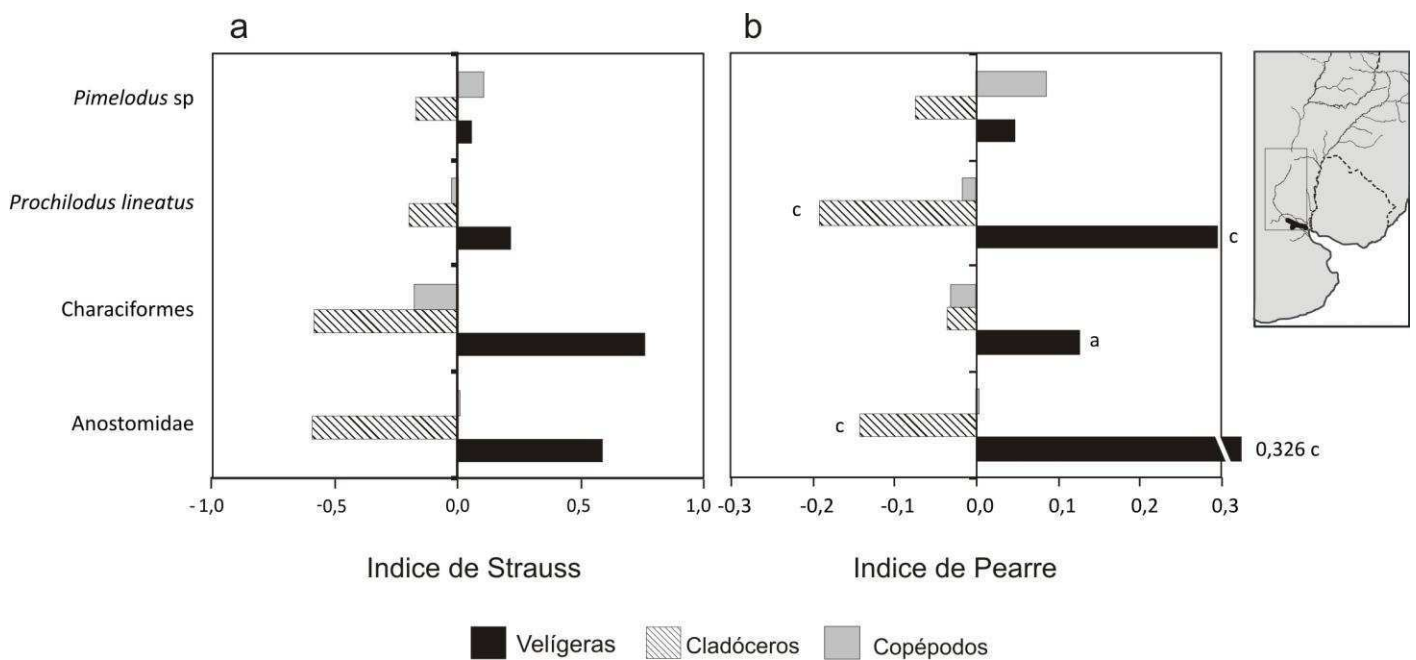 a
b
Pimelodus sp
Prochilodus lineatus
c
c
Characiformes
a
Anostomidae
c
0,326 c
-1,0 -0,5 0,0 0,5 1,0
-0,3 -0,2 -0,1 0,0 0,1 0,2 0,3
Indice de Strauss
Indice de Pearre
Velígeras
Cladóceros
Copépodos